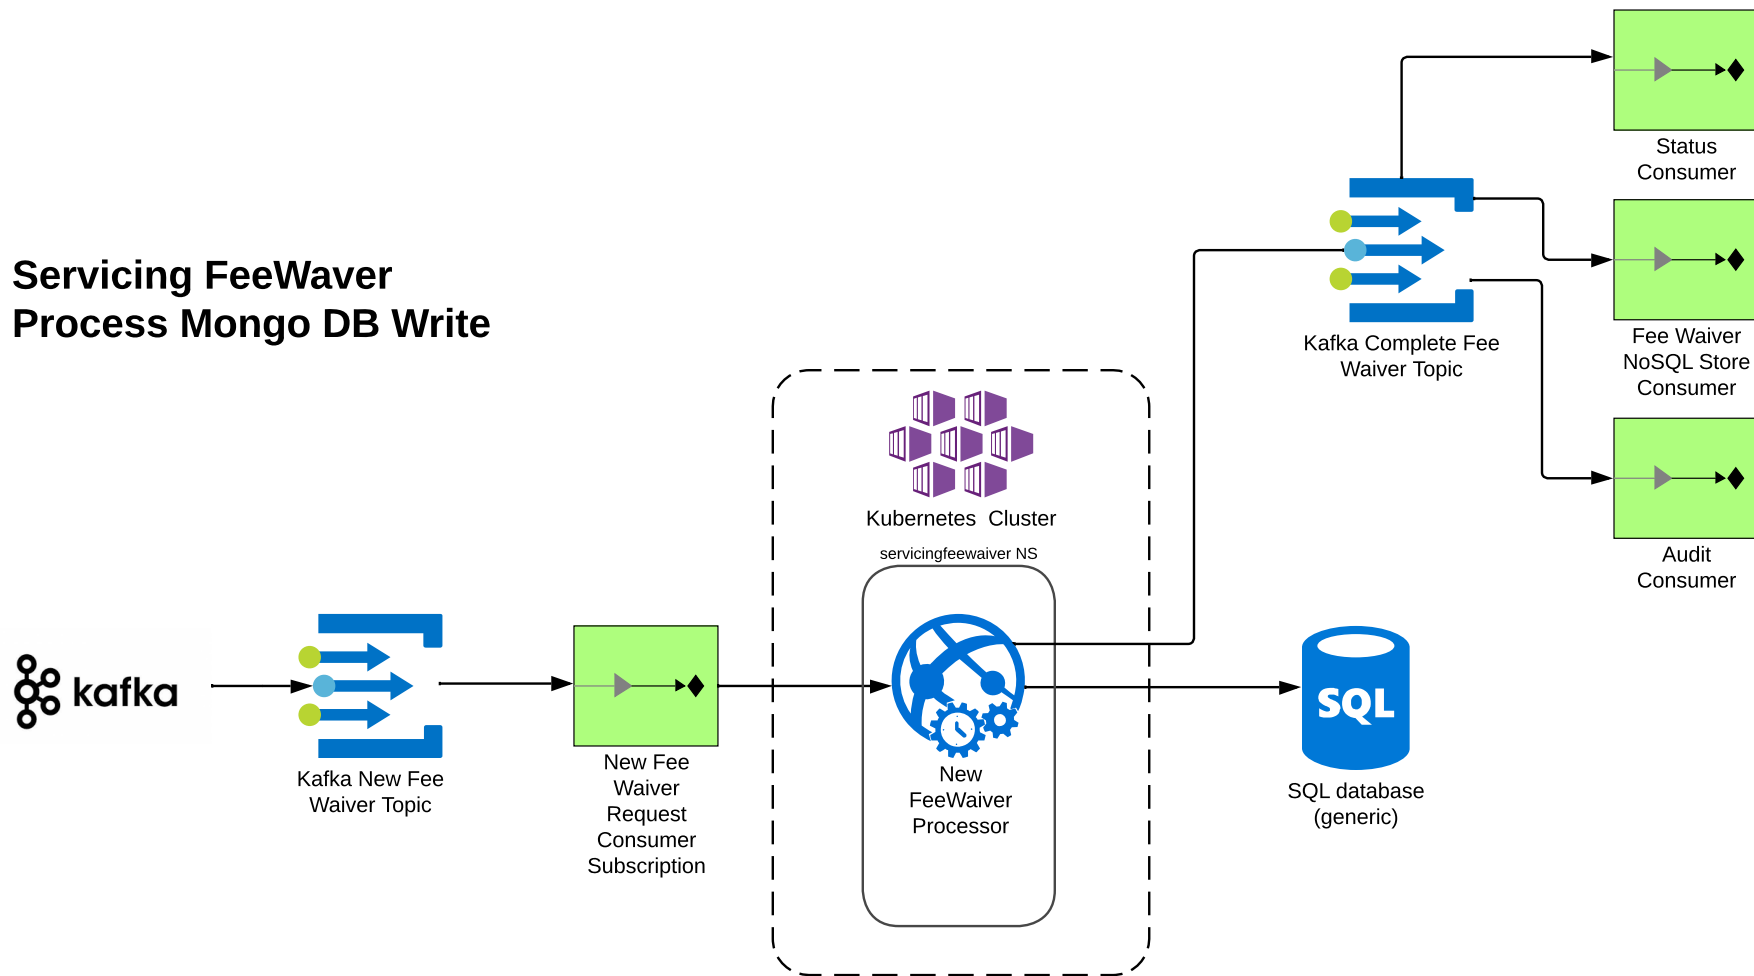 Servicing FeeWaver
Process Mongo DB Write
kafka
Kafka New Fee
Waiver Topic
New Fee
Waiver
Request
Consumer
Subscription
Kubernetes  Cluster
servicingfeewaiver NS
New
FeeWaiver
Processor
SQL
SQL database
(generic)
Kafka Complete Fee
Waiver Topic
Status
Consumer
Fee Waiver
NoSQL Store
Consumer
Audit
Consumer